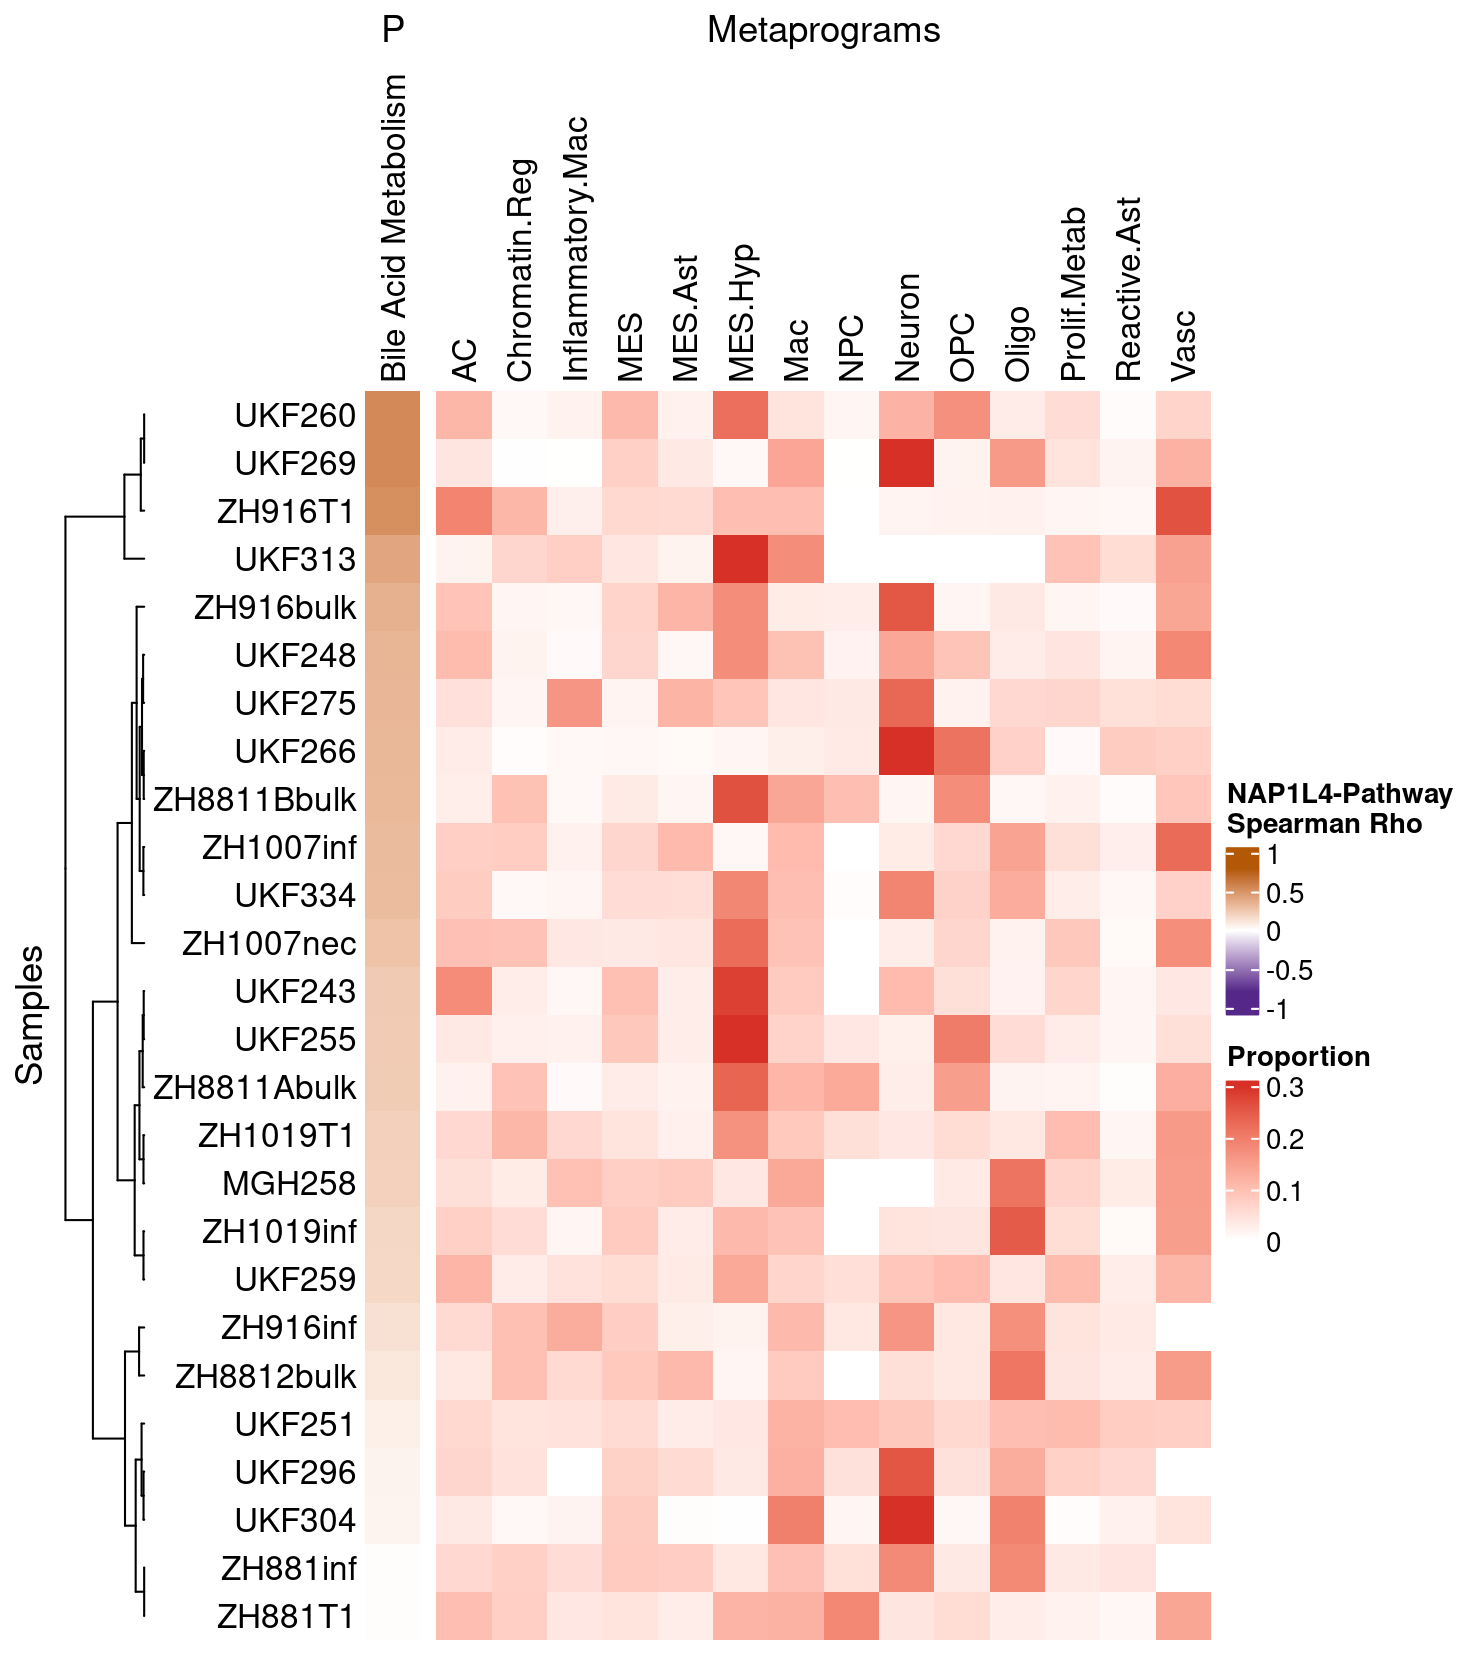 P
Metaprograms
Bile Acid Metabolism
AC
Chromatin.Reg
Inflammatory.Mac
MES
MES.Ast
MES.Hyp
Mac
NPC
Neuron
OPC
Oligo
Prolif.Metab
Reactive.Ast
Vasc
Samples
UKF260
UKF269
ZH916T1
UKF313
ZH916bulk
UKF248
UKF275
UKF266
ZH8811Bbulk
ZH1007inf
UKF334
ZH1007nec
UKF243
UKF255
ZH8811Abulk
ZH1019T1
MGH258
ZH1019inf
UKF259
ZH916inf
ZH8812bulk
UKF251
UKF296
UKF304
ZH881inf
ZH881T1
NAP1L4-Pathway
Spearman Rho
1
0.5
0
-0.5
-1
Proportion
0.3
0.2
0.1
0